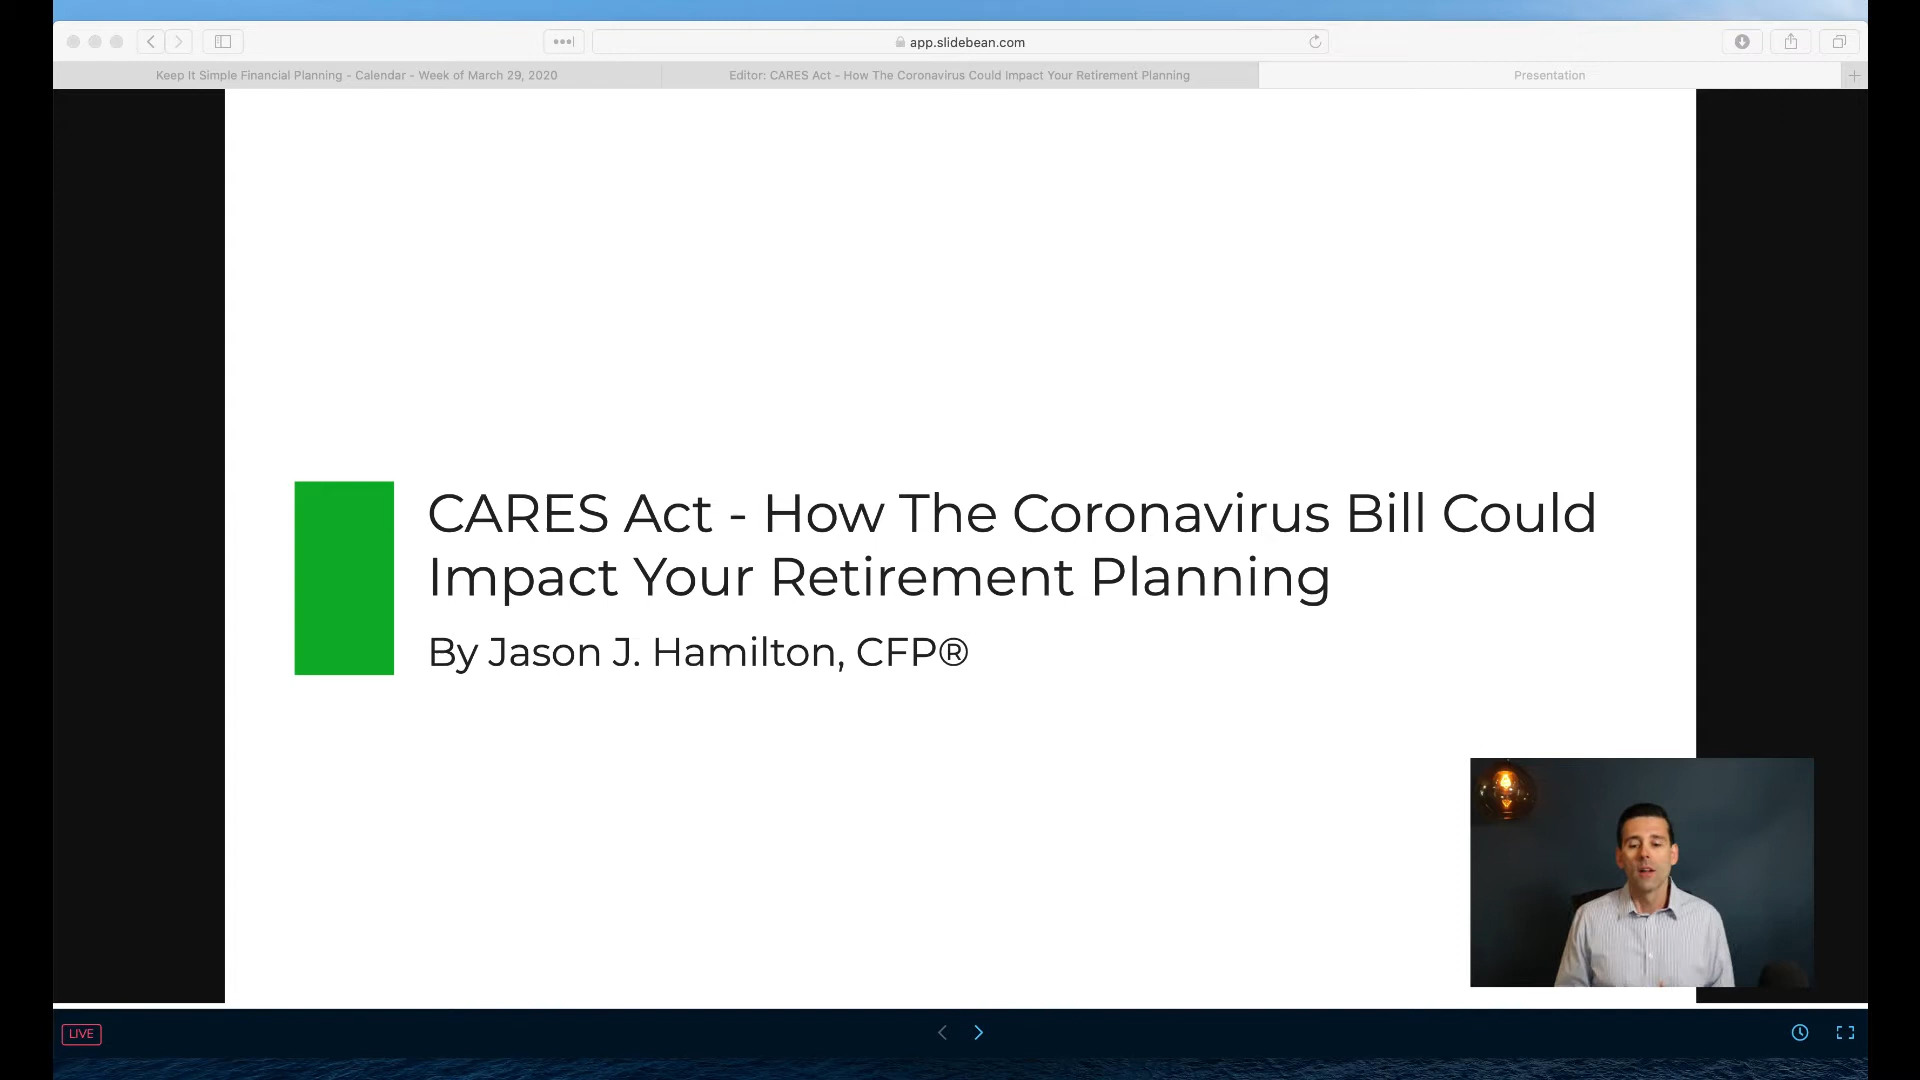 app.slidebean.com
Keep It Simple Financial Planning - Calendar - Week of March 29, 2020
Editor: CARES Act - How The Coronavirus Could Impact Your Retirement Planning
Presentation
CARES Act - How The Coronavirus Bill Could
Impact Your Retirement Planning
By Jason J. Hamilton, CFP®
LIVE